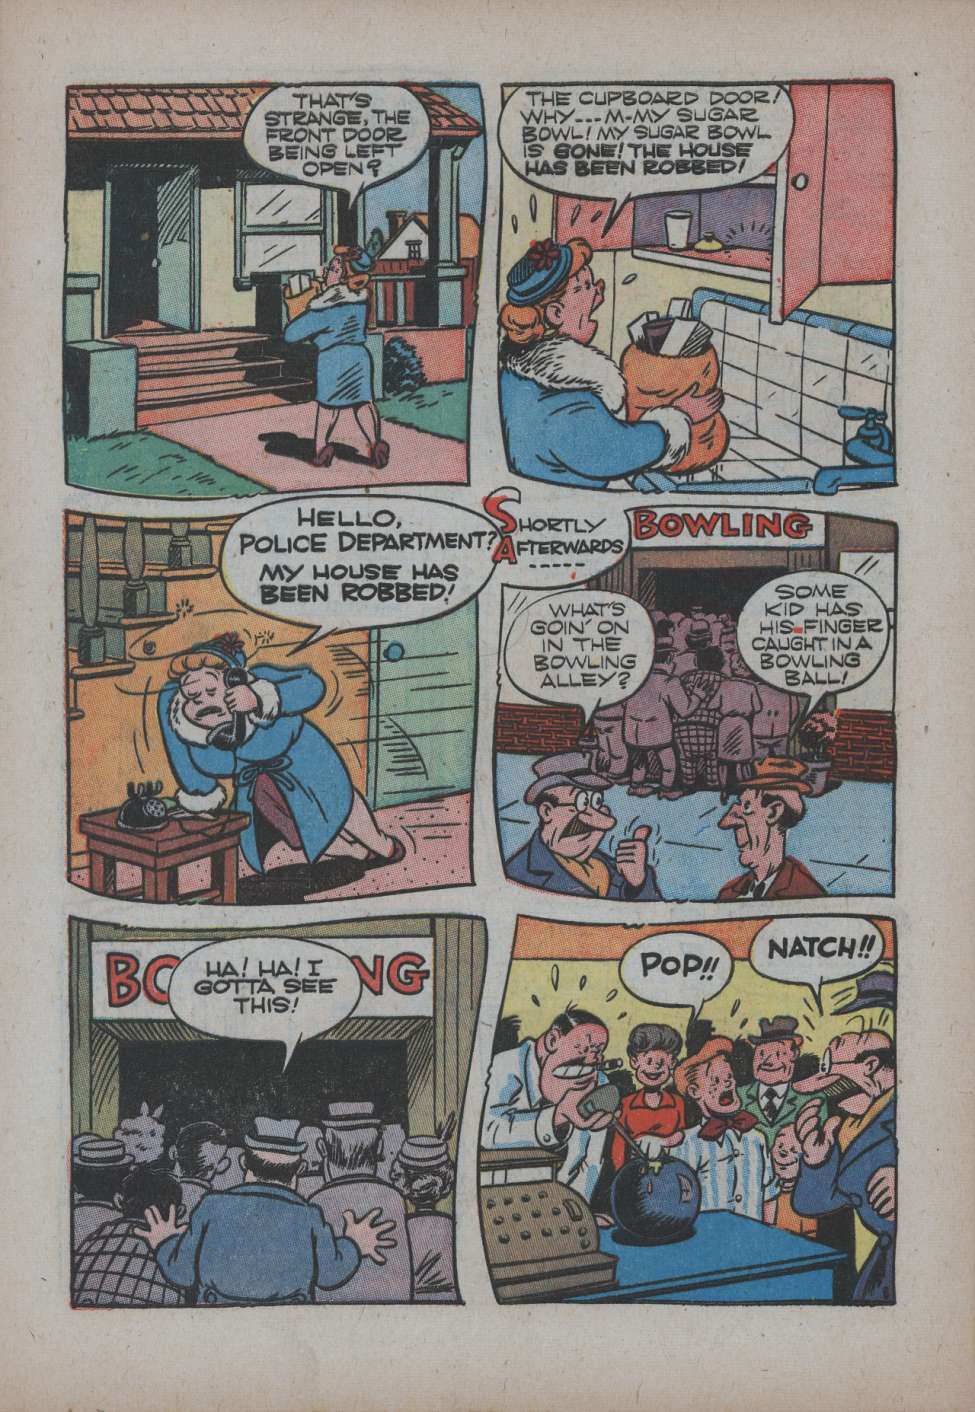 THAT'S
STRANGE, THE
FRONT DOOR
BEING LEFT
OPEN?
THE CUPBOARD DOOR!
WHY--- M-MY SUGAR
BOWL! MY SUGAR BOWL
IS GONE! THE HOUSE
HAS BEEN ROBBED!
HELLO,
POLICE DEPARTMENT?
MY HOUSE HAS
BEEN ROBBED!
SHORTLY
AFTERWARDS
-----
BOWLING
WHAT'S
GOIN' ON
IN THE
BOWLING
ALLEY?
SOME
KID HAS
HIS FINGER
CAUGHT IN A
BOWLING
BALL!
BO NG
HA! HA! I
GOTTA SEE
THIS!
POP!!
NATCH!!